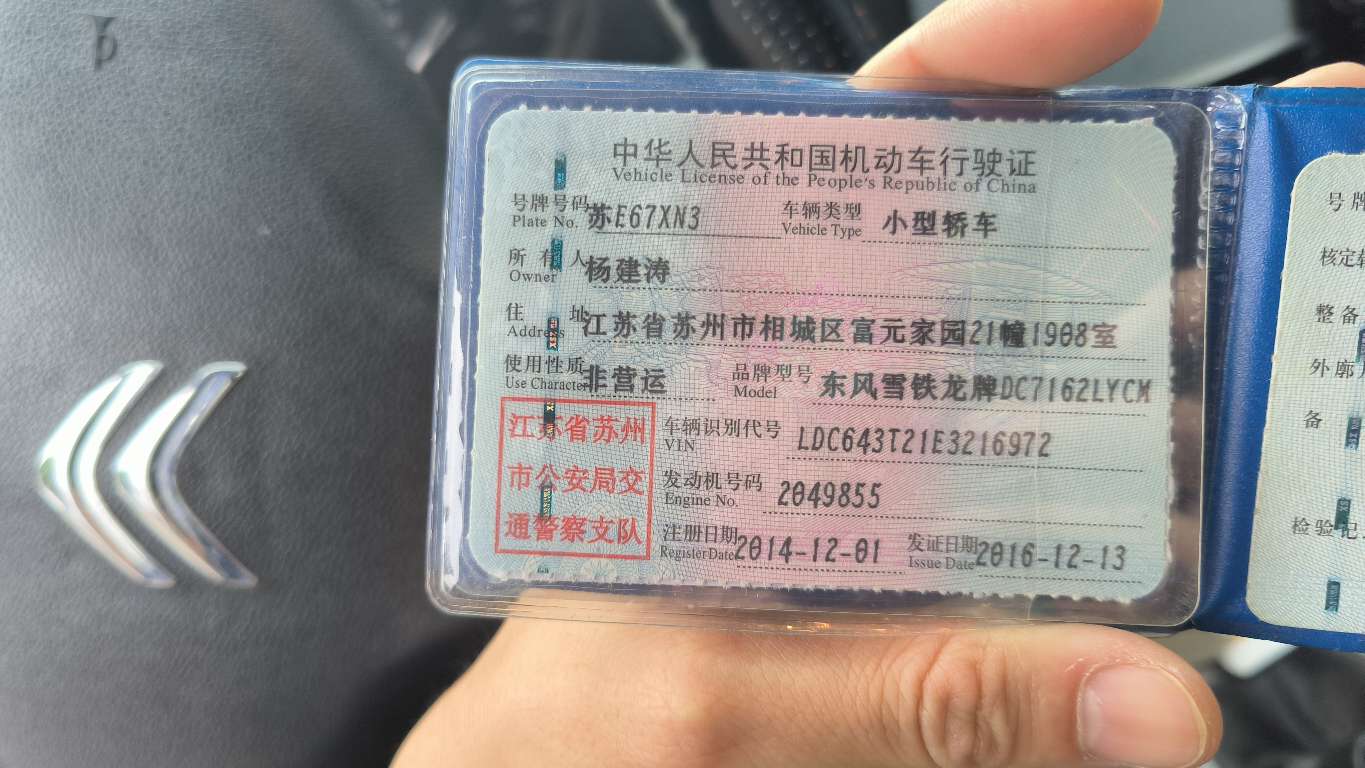 中华人民共和国机动车行驶证
Vehicle License of the People's Republic of China
号牌号码 苏E67XN3 车辆类型 小型轿车
Plate No. Vehicle Type
所有人 杨建涛
Owner
住址 江苏省苏州市相城区富元家园21幢1908室
Address
使用性质 非营运 品牌型号 东风雪铁龙牌DC7162LYCM
Use Character Model
江苏省苏州
市公安局交
通警察支队
车辆识别代号 LDC643T21E3216972
VIN
发动机号码 2049855
Engine No.
注册日期 2014-12-01 发证日期 2016-12-13
Register Date Issue Date
号牌
核定
整备
外廓
备
检验记